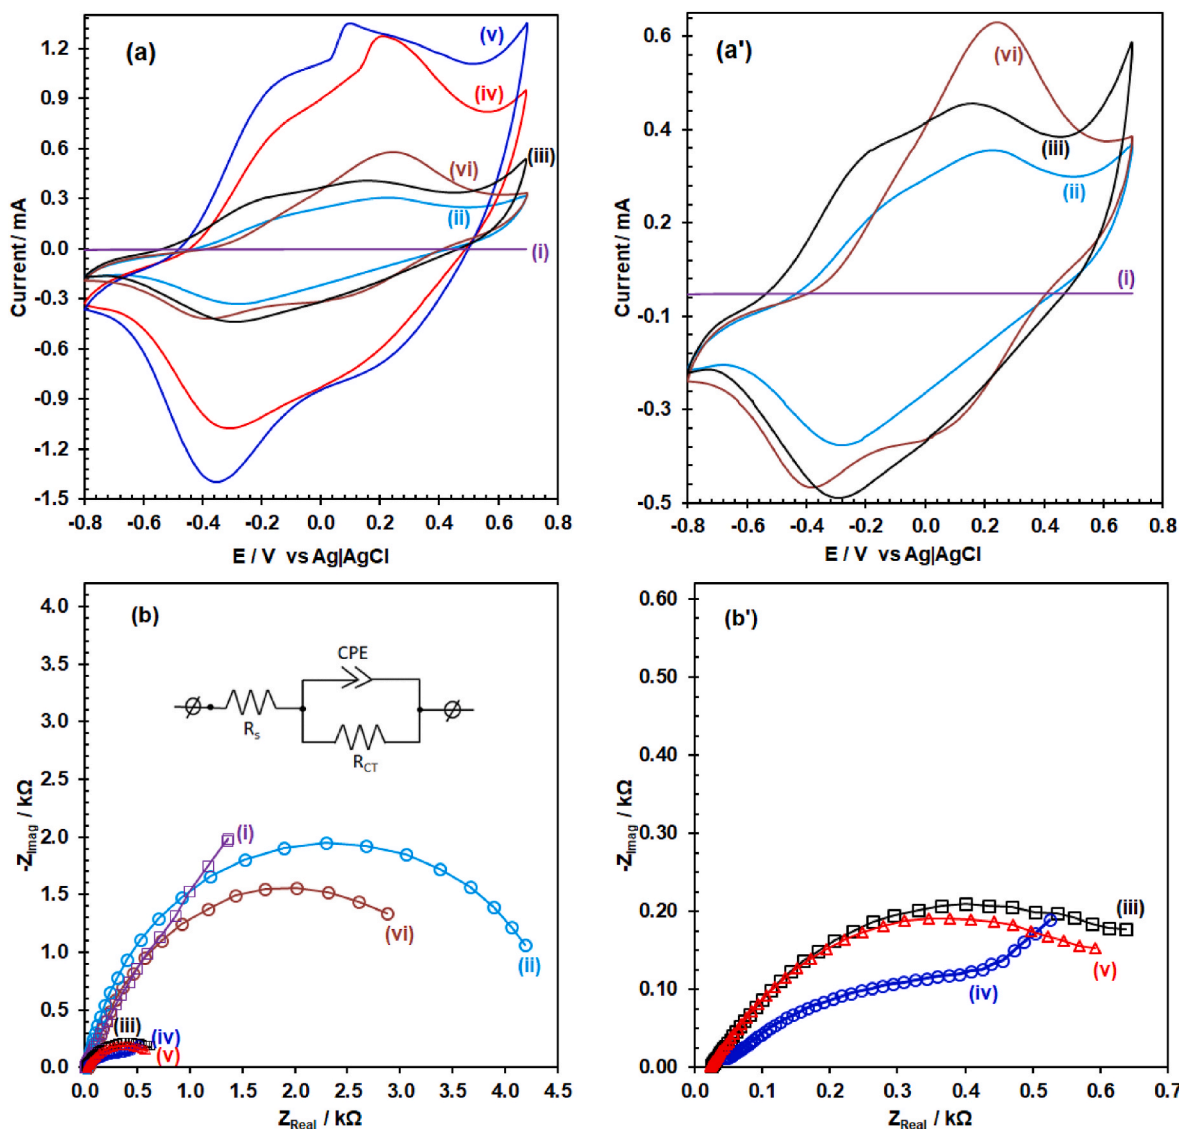 (a)
(v)
(iv)
(iii)
(vi)
(ii)
(i)
Current / mA
1.2
0.9
0.6
0.3
0.0
-0.3
-0.6
-0.9
-1.2
-1.5
-0.8 -0.6 -0.4 -0.2 0.0 0.2 0.4 0.6 0.8
E / V vs Ag|AgCl
(a')
(vi)
(iii)
(ii)
(i)
Current / mA
0.6
0.4
0.2
-0.1
-0.3
-0.5
-0.8 -0.6 -0.4 -0.2 0.0 0.2 0.4 0.6 0.8
E / V vs Ag|AgCl
(b)
CPE
Rs
RCT
(i)
(vi)
(ii)
(iii)
(iv)
(v)
-ZImag / kΩ
4.0
3.5
3.0
2.5
2.0
1.5
1.0
0.5
0.0
0.0 0.5 1.0 1.5 2.0 2.5 3.0 3.5 4.0 4.5
ZReal / kΩ
(b')
(iii)
(iv)
(v)
-ZImag / kΩ
0.60
0.50
0.40
0.30
0.20
0.10
0.00
0 0.1 0.2 0.3 0.4 0.5 0.6 0.7
ZReal / kΩ